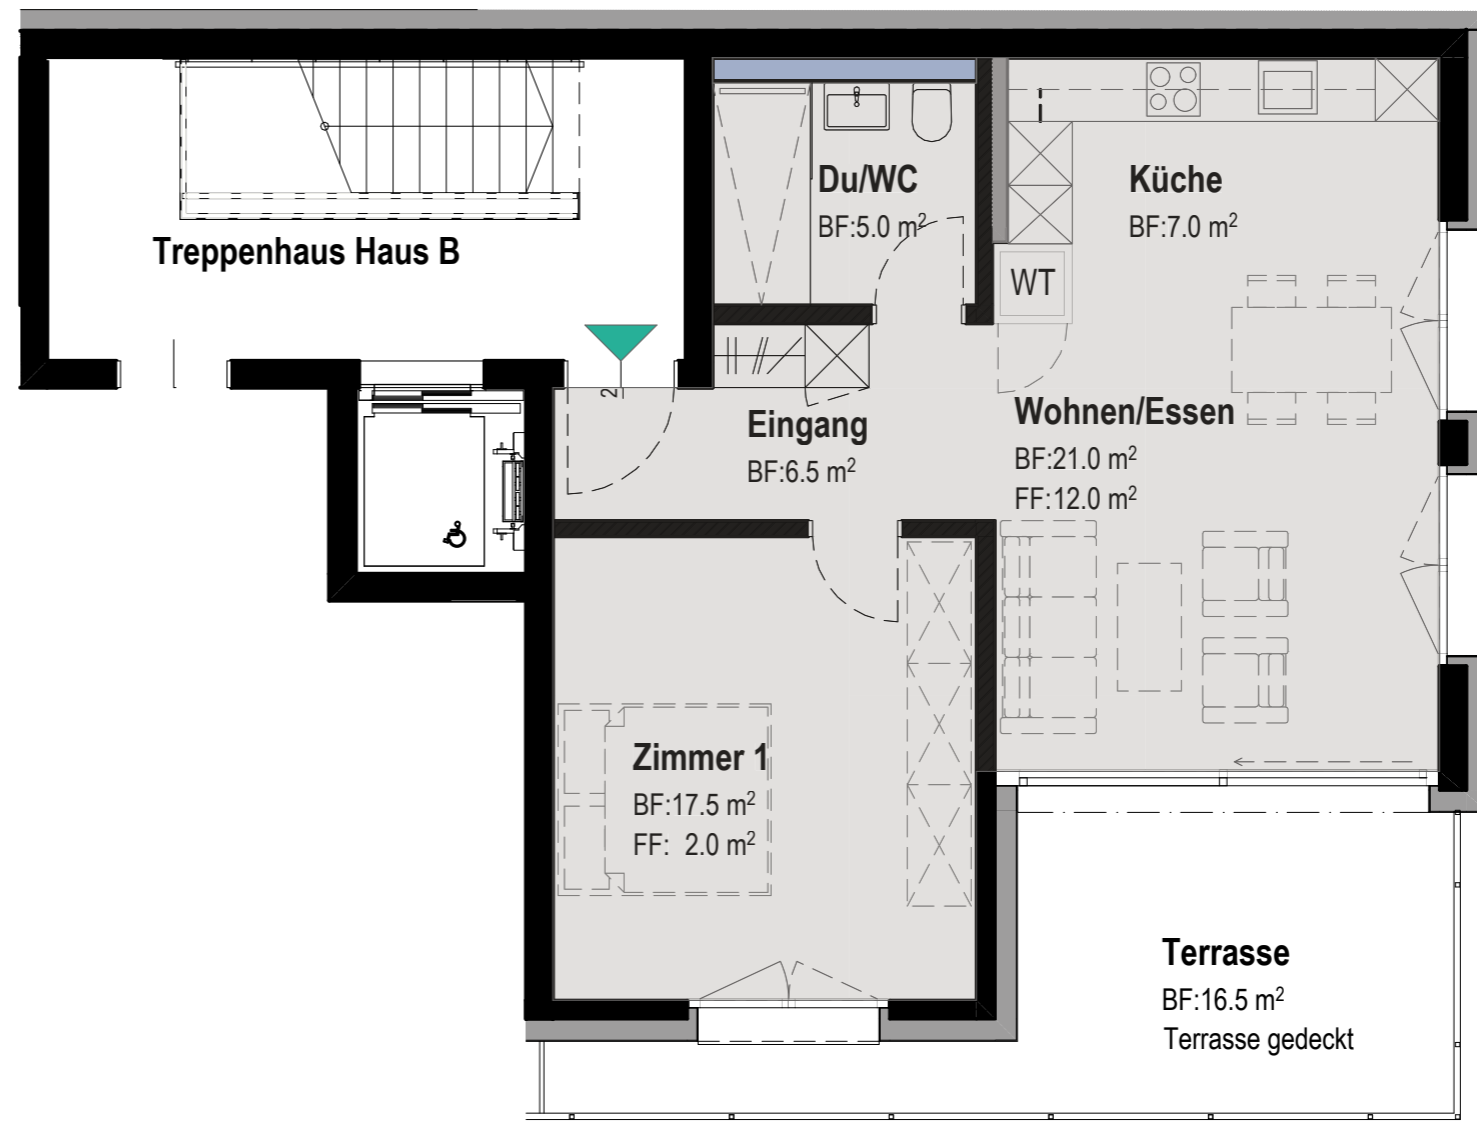 Treppenhaus Haus B
Du/WC
BF:5.0 m²
Küche
BF:7.0 m²
WT
2
Eingang
BF:6.5 m²
Wohnen/Essen
BF:21.0 m²
FF:12.0 m²
Zimmer 1
BF:17.5 m²
FF: 2.0 m²
Terrasse
BF:16.5 m²
Terrasse gedeckt